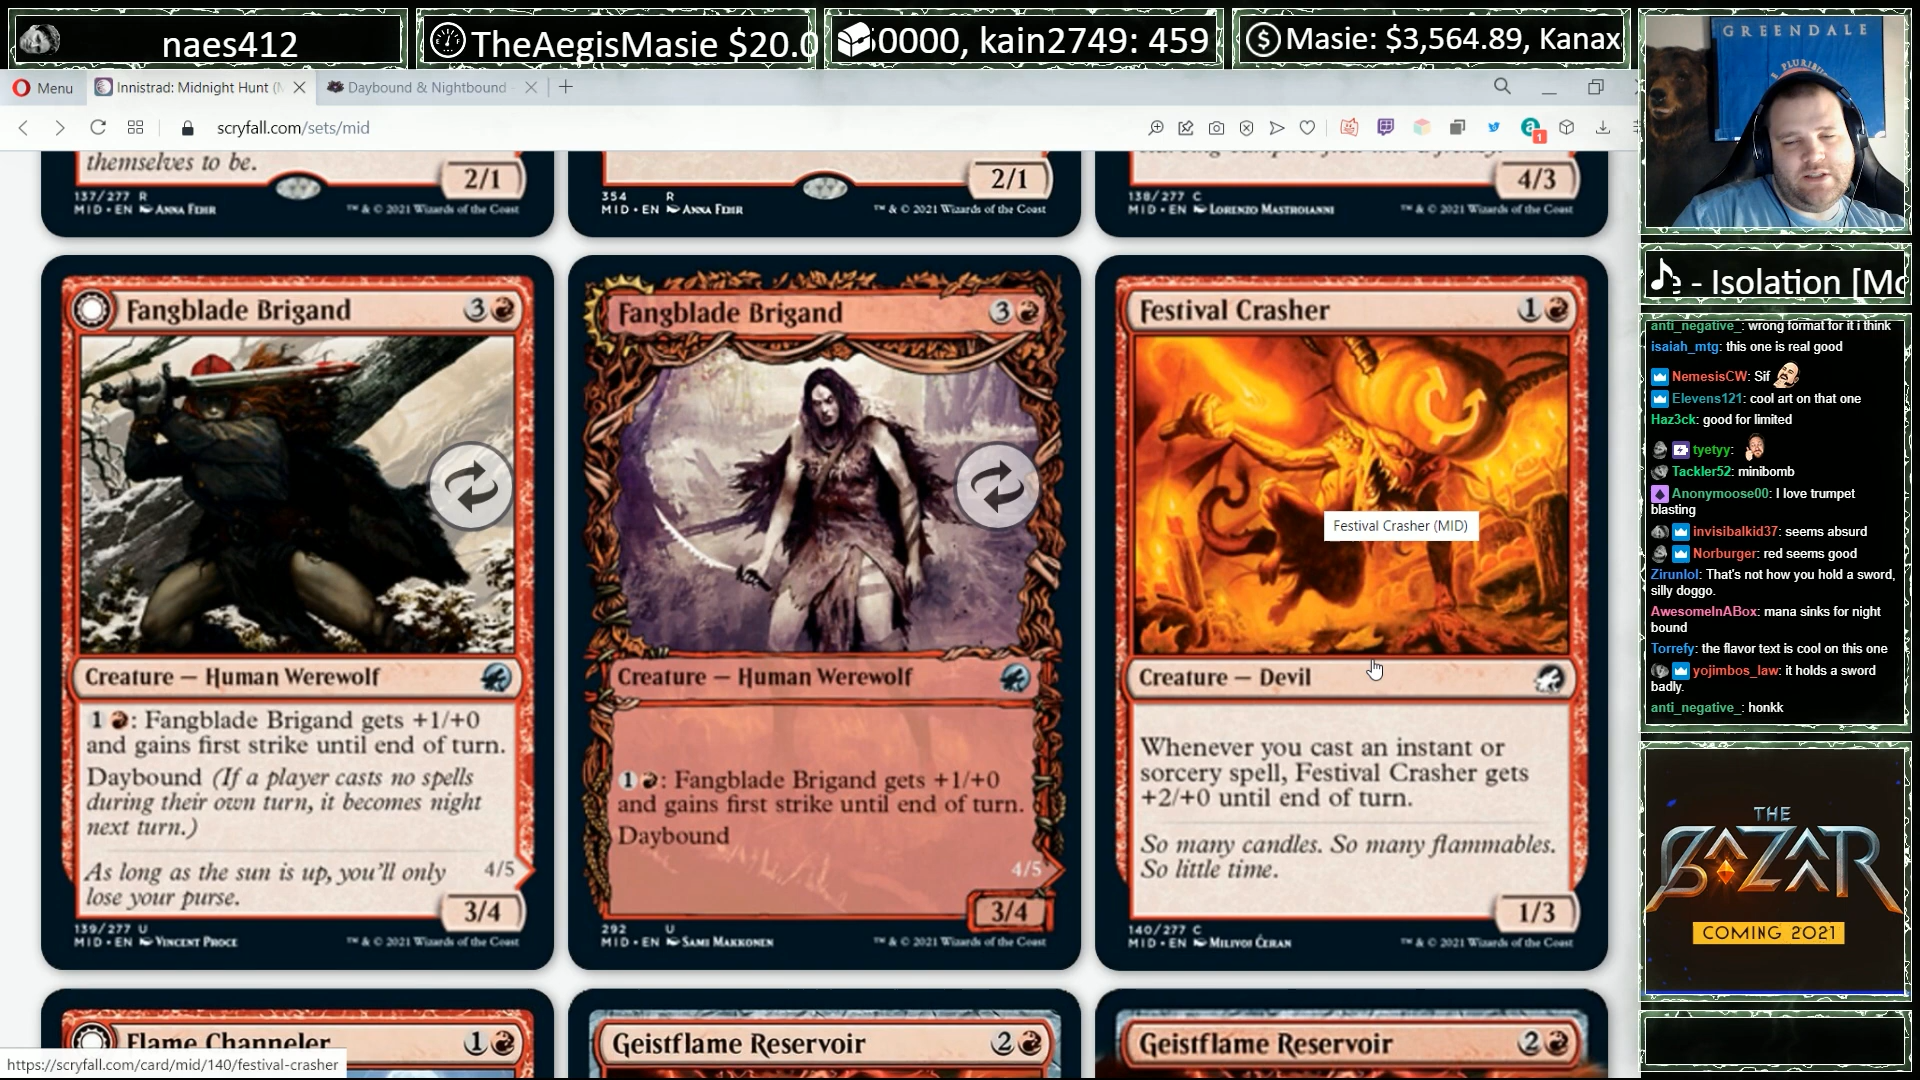 naes412
TheAegisMasie $20.0
0000, kain2749: 459
Masie: $3,564.89, Kanax
GREENDALE
Menu
Innistrad: Midnight Hunt (
Daybound & Nightbound
scryfall.com/sets/mid
1
themselves to be.
2/1
137/277 R
MID • EN ANNA FEHR
™ & © 2021 Wizards of the Coast
2/1
354 R
MID • EN ANNA FEHR
™ & © 2021 Wizards of the Coast
4/3
138/277 C
MID • EN LORENZO MASTROIANNI
™ & © 2021 Wizards of the Coast
Fangblade Brigand 3
Creature — Human Werewolf
1 : Fangblade Brigand gets +1/+0
and gains first strike until end of turn.
Daybound (If a player casts no spells
during their own turn, it becomes night
next turn.)
As long as the sun is up, you'll only
lose your purse.
4/5
3/4
139/277 U
MID • EN VINCENT PROCE
™ & © 2021 Wizards of the Coast
Fangblade Brigand 3
Creature — Human Werewolf
1 : Fangblade Brigand gets +1/+0
and gains first strike until end of turn.
Daybound
4/5
3/4
292 U
MID • EN SAMI MAKKONEN
™ & © 2021 Wizards of the Coast
Festival Crasher 1
Festival Crasher (MID)
Creature — Devil
Whenever you cast an instant or
sorcery spell, Festival Crasher gets
+2/+0 until end of turn.
So many candles. So many flammables.
So little time.
1/3
140/277 C
MID • EN MILIVOJ ĆERAN
™ & © 2021 Wizards of the Coast
Flame Channeler 1
Geistflame Reservoir 2
Geistflame Reservoir 2
https://scryfall.com/card/mid/140/festival-crasher
e - Isolation [Mo
anti_negative_: wrong format for it i think
isaiah_mtg: this one is real good
NemesisCW: Sif
Elevens121: cool art on that one
Haz3ck: good for limited
tyetyy:
Tackler52: minibomb
Anonymoose00: I love trumpet
blasting
invisibalkid37: seems absurd
Norburger: red seems good
Zirunlol: That's not how you hold a sword,
silly doggo.
AwesomeInABox: mana sinks for night
bound
Torrefy: the flavor text is cool on this one
yojimbos_law: it holds a sword
badly.
anti_negative_: honkk
THE
BAZAAR
COMING 2021